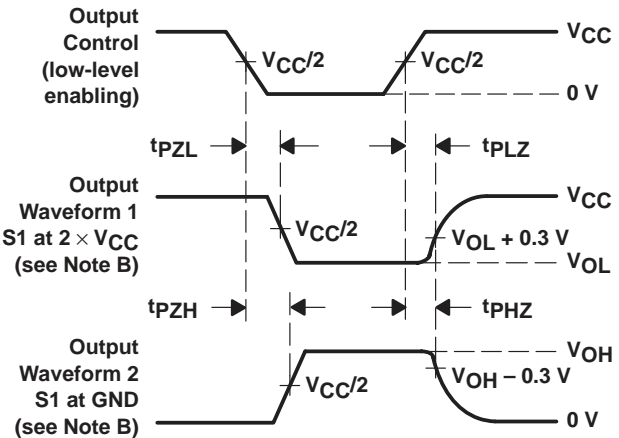 Output
Control
(low-level
enabling)
VCC
VCC/2
VCC/2
0 V
tPZL
tPLZ
Output
Waveform 1
S1 at 2 × VCC
(see Note B)
VCC
VCC/2
VOL + 0.3 V
VOL
tPZH
tPHZ
Output
Waveform 2
S1 at GND
(see Note B)
VOH
VCC/2
VOH – 0.3 V
0 V